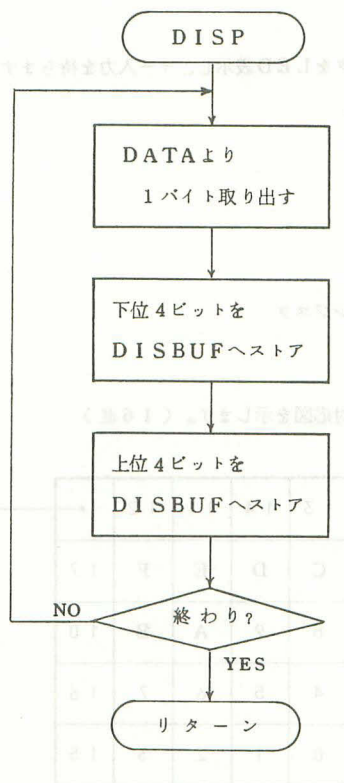 DISP
DATAより
1バイト取り出す
下位4ビットを
DISBUFへストア
上位4ビットを
DISBUFへストア
終わり?
NO
YES
リターン